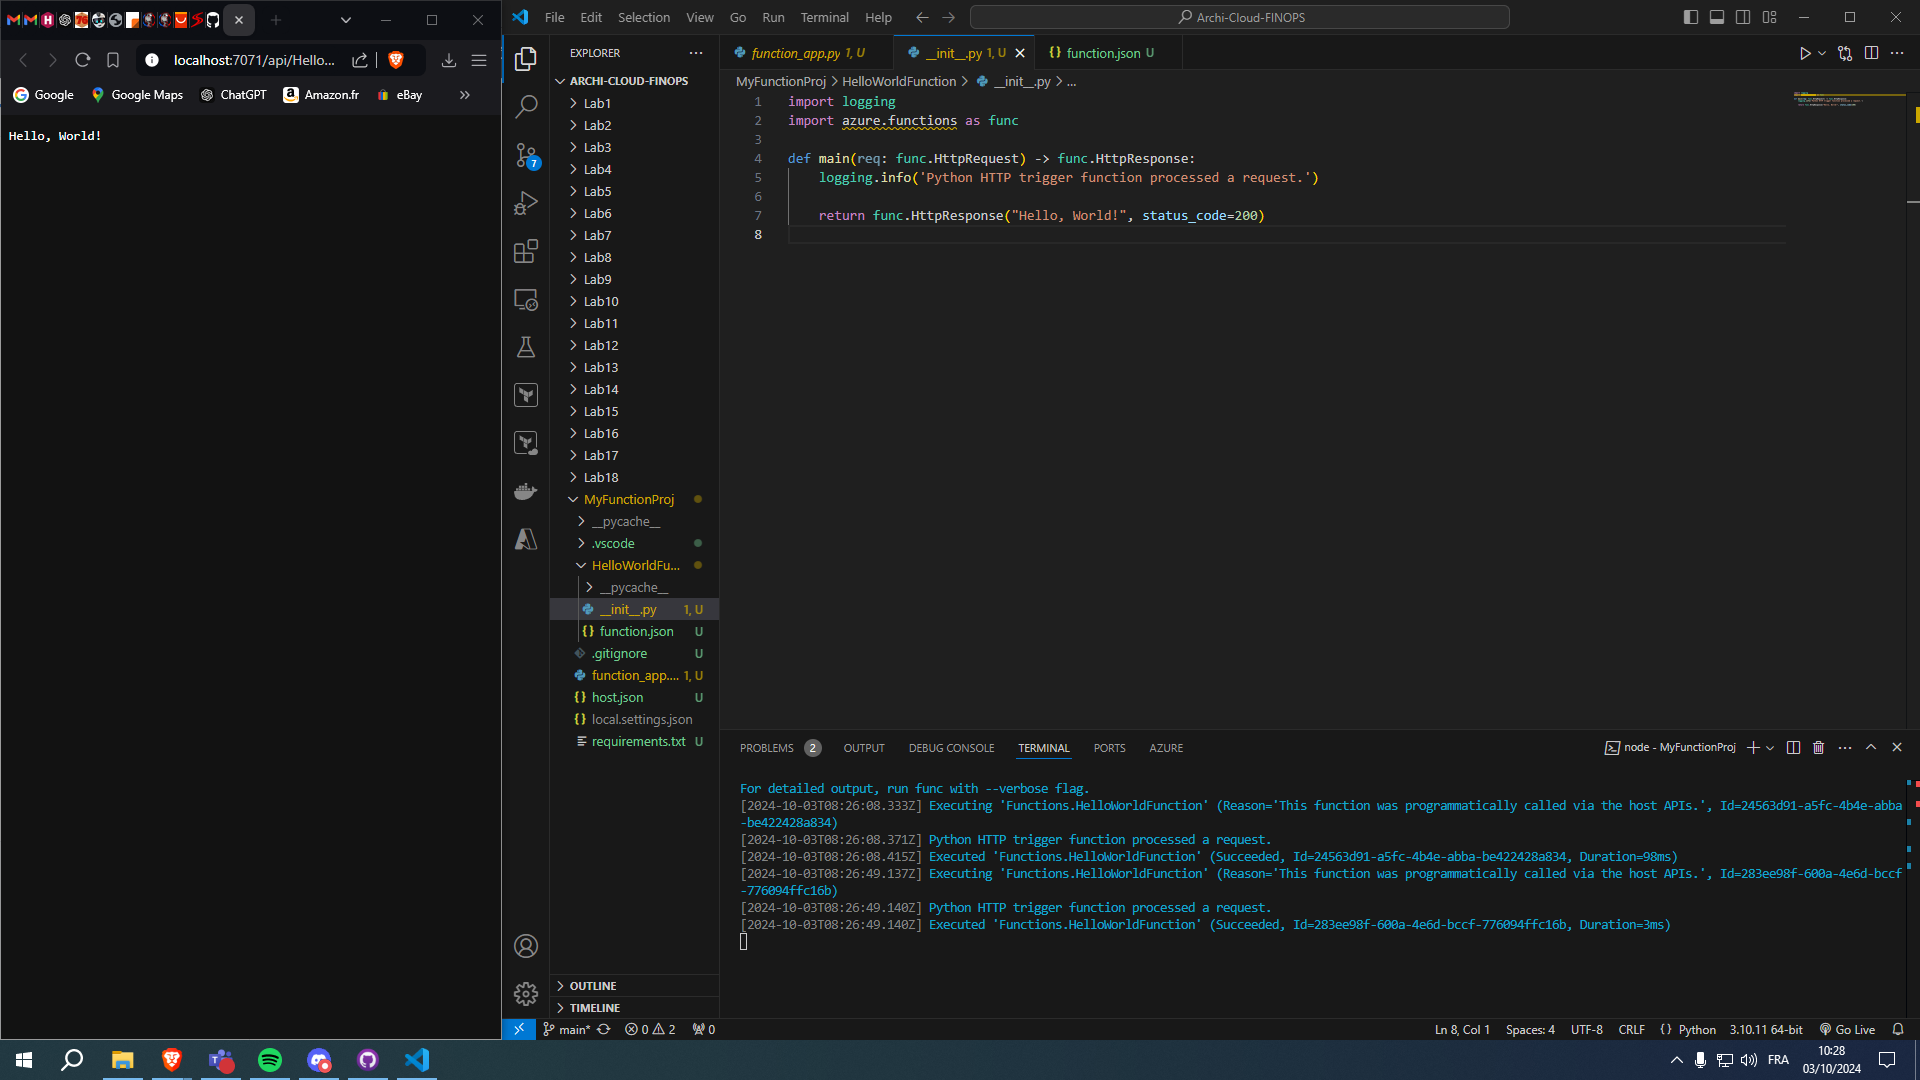 localhost:7071/api/Hello...
Google
Google Maps
ChatGPT
Amazon.fr
eBay
Hello, World!
File Edit Selection View Go Run Terminal Help
Archi-Cloud-FINOPS
EXPLORER
ARCHI-CLOUD-FINOPS
Lab1
Lab2
Lab3
Lab4
Lab5
Lab6
Lab7
Lab8
Lab9
Lab10
Lab11
Lab12
Lab13
Lab14
Lab15
Lab16
Lab17
Lab18
MyFunctionProj
__pycache__
.vscode
HelloWorldFu...
__pycache__
__init__.py 1, U
function.json U
.gitignore U
function_app.... 1, U
host.json U
local.settings.json
requirements.txt U
OUTLINE
TIMELINE
7
function_app.py 1, U
__init__.py 1, U
function.json U
MyFunctionProj > HelloWorldFunction > __init__.py > ...
1 import logging
2 import azure.functions as func
3
4 def main(req: func.HttpRequest) -> func.HttpResponse:
5 logging.info('Python HTTP trigger function processed a request.')
6
7 return func.HttpResponse("Hello, World!", status_code=200)
8
PROBLEMS 2 OUTPUT DEBUG CONSOLE TERMINAL PORTS AZURE
node - MyFunctionProj
For detailed output, run func with --verbose flag.
[2024-10-03T08:26:08.333Z] Executing 'Functions.HelloWorldFunction' (Reason='This function was programmatically called via the host APIs.', Id=24563d91-a5fc-4b4e-abba
-be422428a834)
[2024-10-03T08:26:08.371Z] Python HTTP trigger function processed a request.
[2024-10-03T08:26:08.415Z] Executed 'Functions.HelloWorldFunction' (Succeeded, Id=24563d91-a5fc-4b4e-abba-be422428a834, Duration=98ms)
[2024-10-03T08:26:49.137Z] Executing 'Functions.HelloWorldFunction' (Reason='This function was programmatically called via the host APIs.', Id=283ee98f-600a-4e6d-bccf
-776094ffc16b)
[2024-10-03T08:26:49.140Z] Python HTTP trigger function processed a request.
[2024-10-03T08:26:49.140Z] Executed 'Functions.HelloWorldFunction' (Succeeded, Id=283ee98f-600a-4e6d-bccf-776094ffc16b, Duration=3ms)
main* 0 2 0
Ln 8, Col 1 Spaces: 4 UTF-8 CRLF {} Python 3.10.11 64-bit Go Live
FRA
10:28
03/10/2024